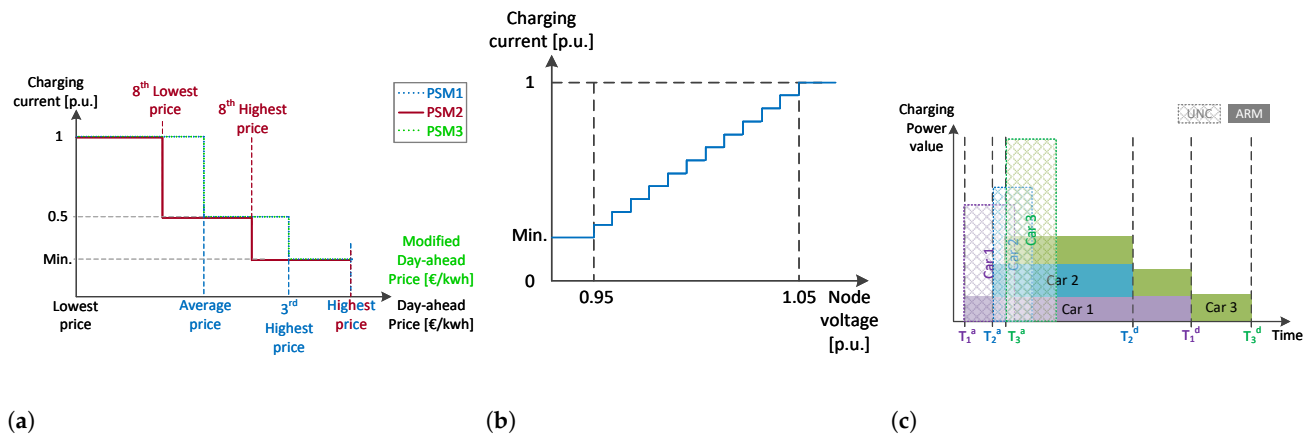 Charging
current [p.u.]
8th Lowest
price
8th Highest
price
PSM1
PSM2
PSM3
1
0.5
Min.
Modified
Day-ahead
Price [€/kwh]
Lowest
price
Average
price
3rd
Highest
price
Highest
price
Day-ahead
Price [€/kwh]
(a)
Charging
current [p.u.]
1
Min.
0
0.95
1.05
Node
voltage
[p.u.]
(b)
Charging
Power
value
UNC
ARM
Car 1
Car 2
Car 3
Car 2
Car 1
Car 3
T1a
T2a
T3a
T2d
T1d
T3d
Time
(c)